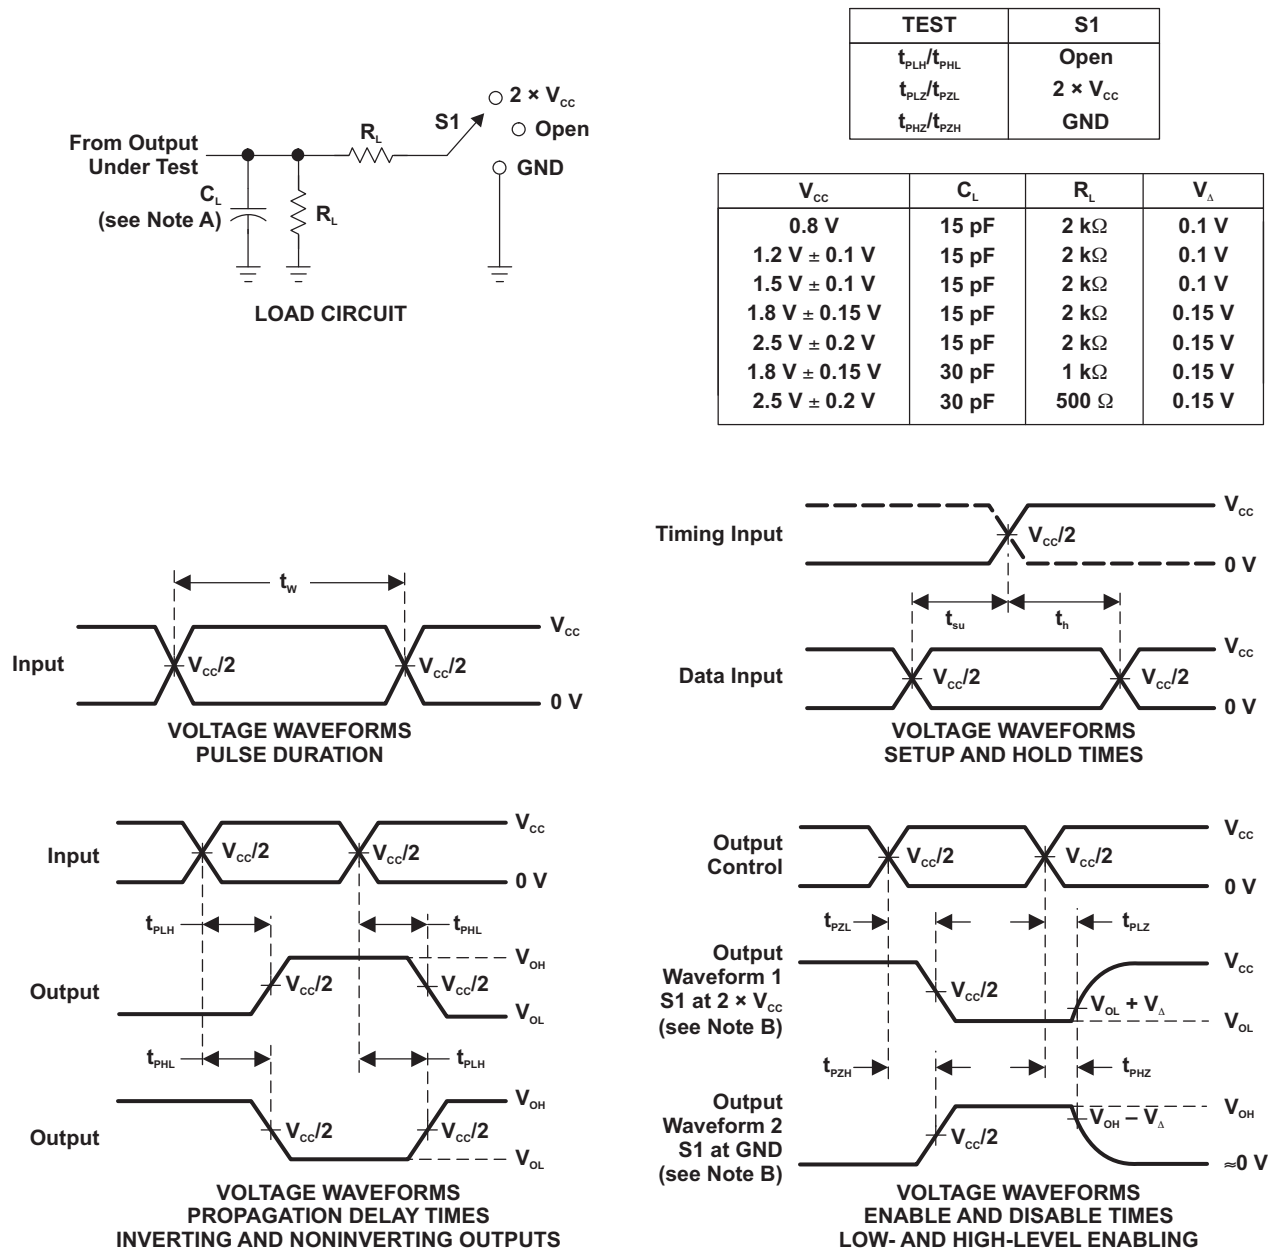 TEST S1
tPLH/tPHL Open
tPLZ/tPZL 2 × VCC
tPHZ/tPZH GND
2 × VCC
S1
Open
GND
From Output
Under Test
RL
CL
(see Note A)
RL
LOAD CIRCUIT
VCC CL RL VΔ
0.8 V 15 pF 2 kΩ 0.1 V
1.2 V ± 0.1 V 15 pF 2 kΩ 0.1 V
1.5 V ± 0.1 V 15 pF 2 kΩ 0.1 V
1.8 V ± 0.15 V 15 pF 2 kΩ 0.15 V
2.5 V ± 0.2 V 15 pF 2 kΩ 0.15 V
1.8 V ± 0.15 V 30 pF 1 kΩ 0.15 V
2.5 V ± 0.2 V 30 pF 500 Ω 0.15 V
tW
Input
VCC/2
VCC/2
VCC
0 V
VOLTAGE WAVEFORMS
PULSE DURATION
Timing Input
VCC/2
VCC
0 V
tsu
th
Data Input
VCC/2
VCC/2
VCC
0 V
VOLTAGE WAVEFORMS
SETUP AND HOLD TIMES
Input
VCC/2
VCC/2
VCC
0 V
tPLH
tPHL
Output
VCC/2
VCC/2
VOH
VOL
tPHL
tPLH
Output
VCC/2
VCC/2
VOH
VOL
VOLTAGE WAVEFORMS
PROPAGATION DELAY TIMES
INVERTING AND NONINVERTING OUTPUTS
Output
Control
VCC/2
VCC/2
VCC
0 V
tPZL
tPLZ
Output
Waveform 1
S1 at 2 × VCC
(see Note B)
VCC/2
VOL + VΔ
VCC
VOL
tPZH
tPHZ
Output
Waveform 2
S1 at GND
(see Note B)
VCC/2
VOH – VΔ
VOH
≈0 V
VOLTAGE WAVEFORMS
ENABLE AND DISABLE TIMES
LOW- AND HIGH-LEVEL ENABLING